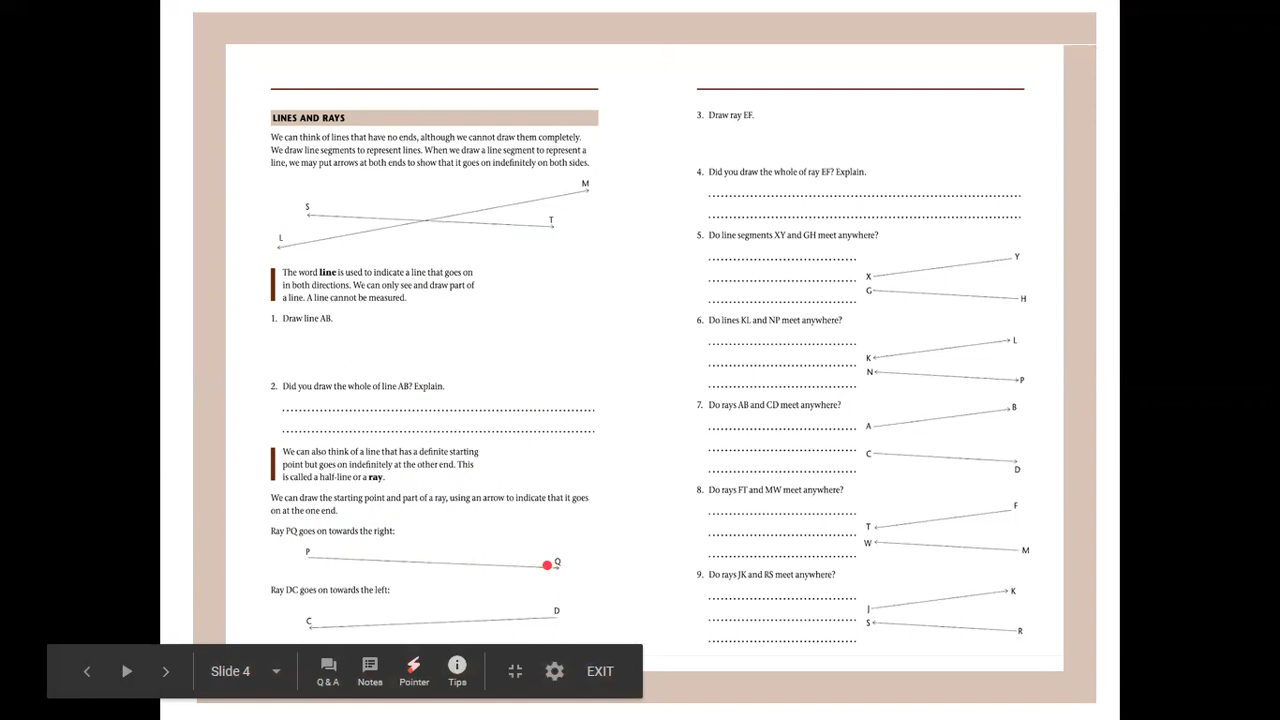 LINES AND RAYS
We can think of lines that have no ends, although we cannot draw them completely.
We draw line segments to represent lines. When we draw a line segment to represent a
line, we may put arrows at both ends to show that it goes on indefinitely on both sides.
M
S
T
L
The word line is used to indicate a line that goes on
in both directions. We can only see and draw part of
a line. A line cannot be measured.
1. Draw line AB.
2. Did you draw the whole of line AB? Explain.
We can also think of a line that has a definite starting
point but goes on indefinitely at the other end. This
is called a half-line or a ray.
We can draw the starting point and part of a ray, using an arrow to indicate that it goes
on at the one end.
Ray PQ goes on towards the right:
P
Q
Ray DC goes on towards the left:
D
C
3. Draw ray EF.
4. Did you draw the whole of ray EF? Explain.
5. Do line segments XY and GH meet anywhere?
Y
X
G
H
6. Do lines KL and NP meet anywhere?
L
K
N
P
7. Do rays AB and CD meet anywhere?
B
A
C
D
8. Do rays FT and MW meet anywhere?
F
T
W
M
9. Do rays JK and RS meet anywhere?
K
J
S
R
Slide 4
Q & A
Notes
Pointer
Tips
EXIT